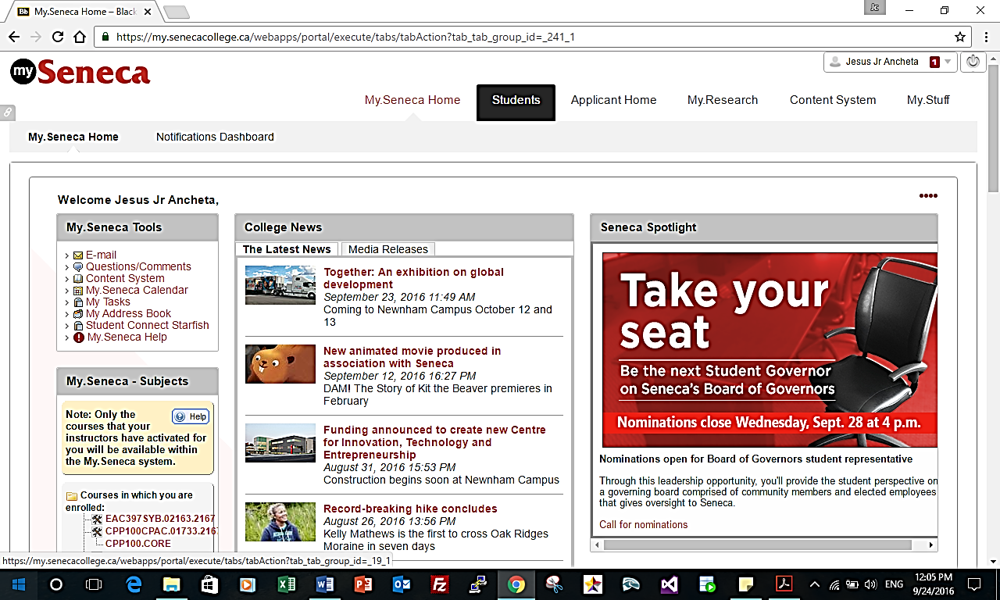 My.Seneca Home – Black
Jc
https://my.senecacollege.ca/webapps/portal/execute/tabs/tabAction?tab_tab_group_id=_241_1
mySeneca
Jesus Jr Ancheta 1
My.Seneca Home Students Applicant Home My.Research Content System My.Stuff
My.Seneca Home Notifications Dashboard
Welcome Jesus Jr Ancheta,
My.Seneca Tools
E-mail
Questions/Comments
Content System
My.Seneca Calendar
My Tasks
My Address Book
Student Connect Starfish
My.Seneca Help
My.Seneca - Subjects
Help
Note: Only the
courses that your
instructors have activated for
you will be available within
the My.Seneca system.
Courses in which you are
enrolled:
EAC397SYB.02163.2167
CPP100CPAC.01733.216
CPP100.CORE
College News
The Latest News Media Releases
Together: An exhibition on global
development
September 23, 2016 11:49 AM
Coming to Newnham Campus October 12 and
13
New animated movie produced in
association with Seneca
September 12, 2016 16:27 PM
DAM! The Story of Kit the Beaver premieres in
February
Funding announced to create new Centre
for Innovation, Technology and
Entrepreneurship
August 31, 2016 15:53 PM
Construction begins soon at Newnham Campus
Record-breaking hike concludes
August 26, 2016 13:56 PM
Kelly Mathews is the first to cross Oak Ridges
Moraine in seven days
Seneca Spotlight
Take your
seat
Be the next Student Governor
on Seneca's Board of Governors
Nominations close Wednesday, Sept. 28 at 4 p.m.
Nominations open for Board of Governors student representative
Through this leadership opportunity, you'll provide the student perspective on
a governing board comprised of community members and elected employees
that gives oversight to Seneca.
Call for nominations
https://my.senecacollege.ca/webapps/portal/execute/tabs/tabAction?tab_tab_group_id=_19_1
ENG
12:05 PM
9/24/2016